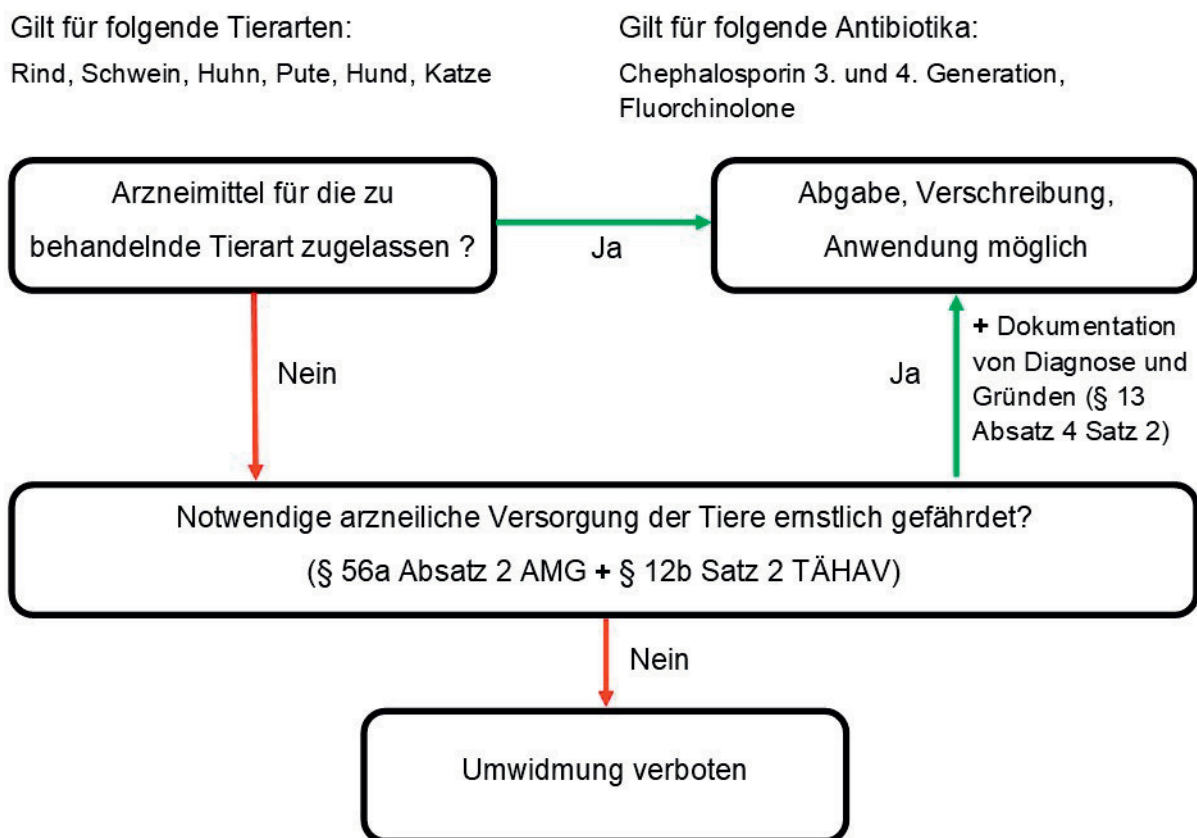 Gilt für folgende Tierarten:
Rind, Schwein, Huhn, Pute, Hund, Katze
Gilt für folgende Antibiotika:
Chephalosporin 3. und 4. Generation,
Fluorchinolone
Arzneimittel für die zu
behandelnde Tierart zugelassen ?
Ja
Abgabe, Verschreibung,
Anwendung möglich
Nein
Ja
+ Dokumentation
von Diagnose und
Gründen (§ 13
Absatz 4 Satz 2)
Notwendige arzneiliche Versorgung der Tiere ernstlich gefährdet?
(§ 56a Absatz 2 AMG + § 12b Satz 2 TÄHAV)
Nein
Umwidmung verboten